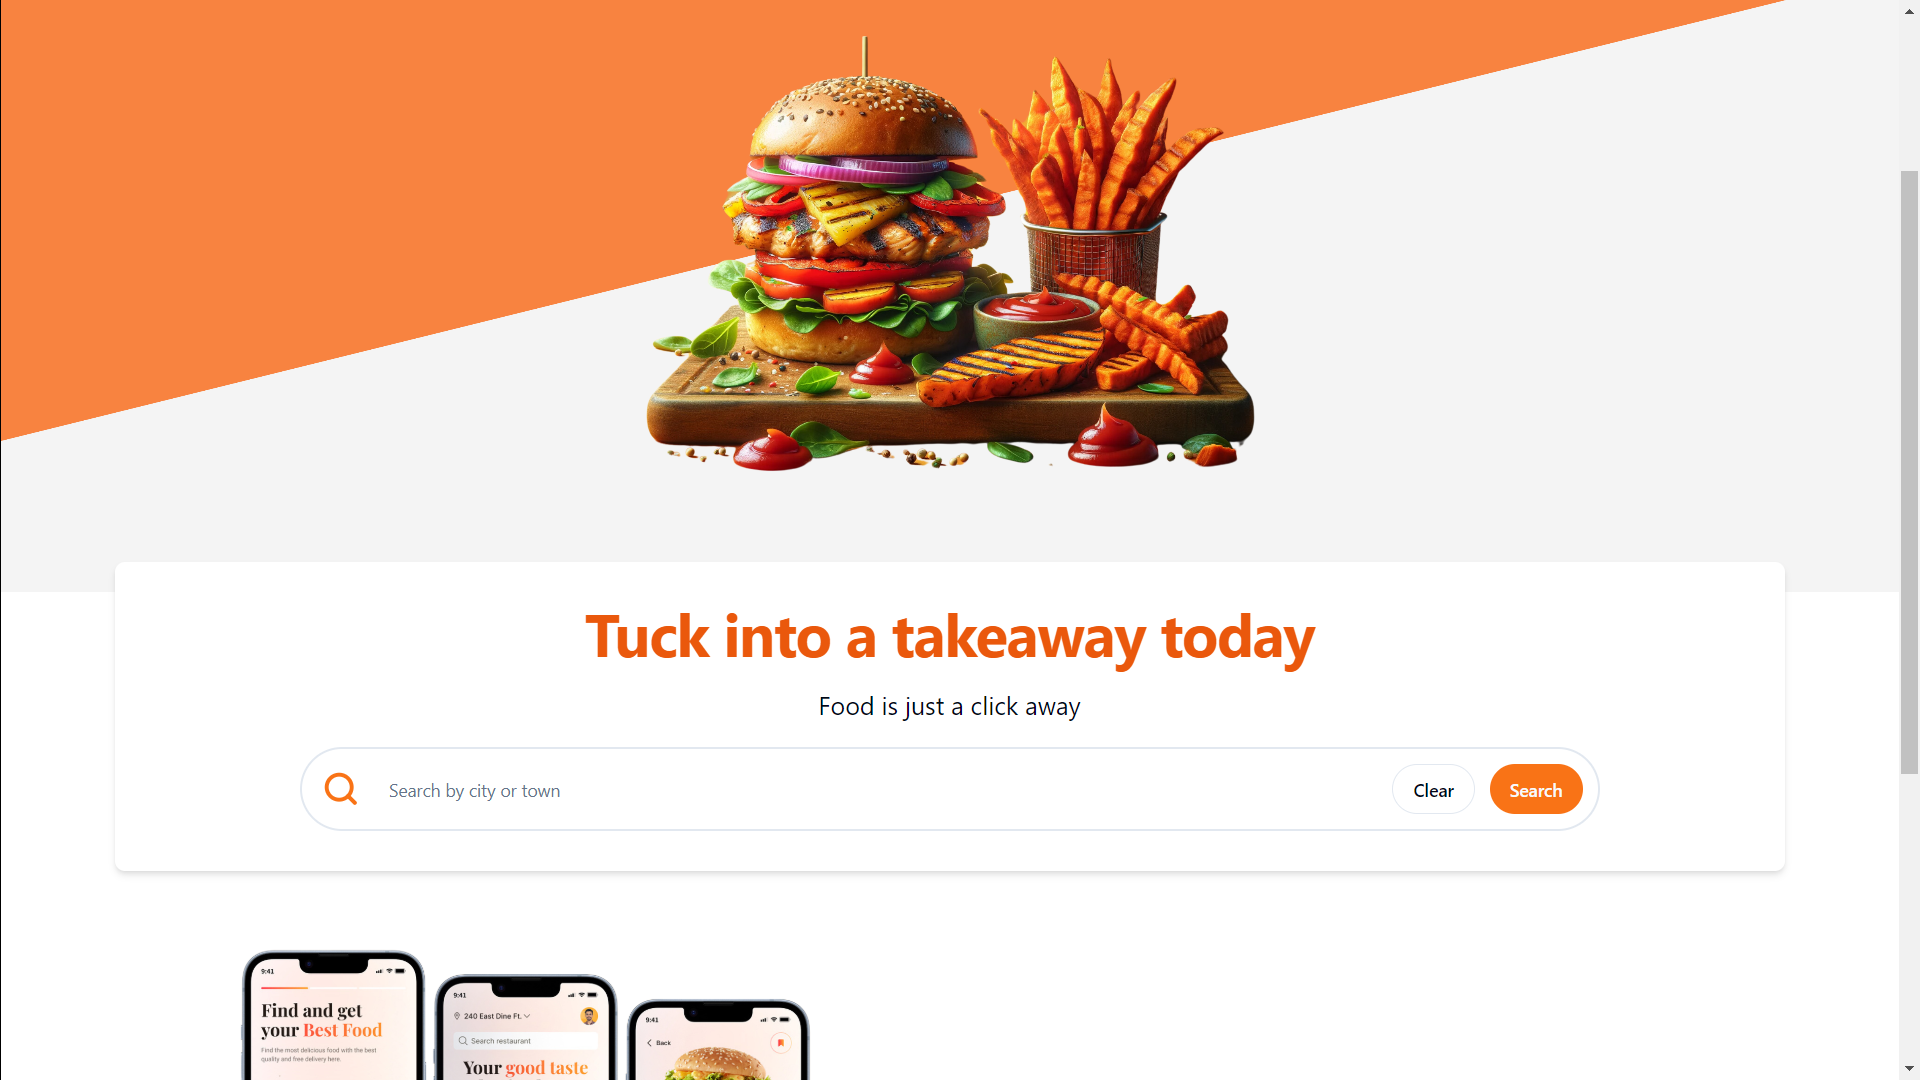 Tuck into a takeaway today
Food is just a click away
Search by city or town
Clear
Search
9:41
Find and get
your Best Food
Find the most delicious food with the best
quality and free delivery here.
9:41
240 East Dine Ft.
Search restaurant
Your good taste
9:41
Back